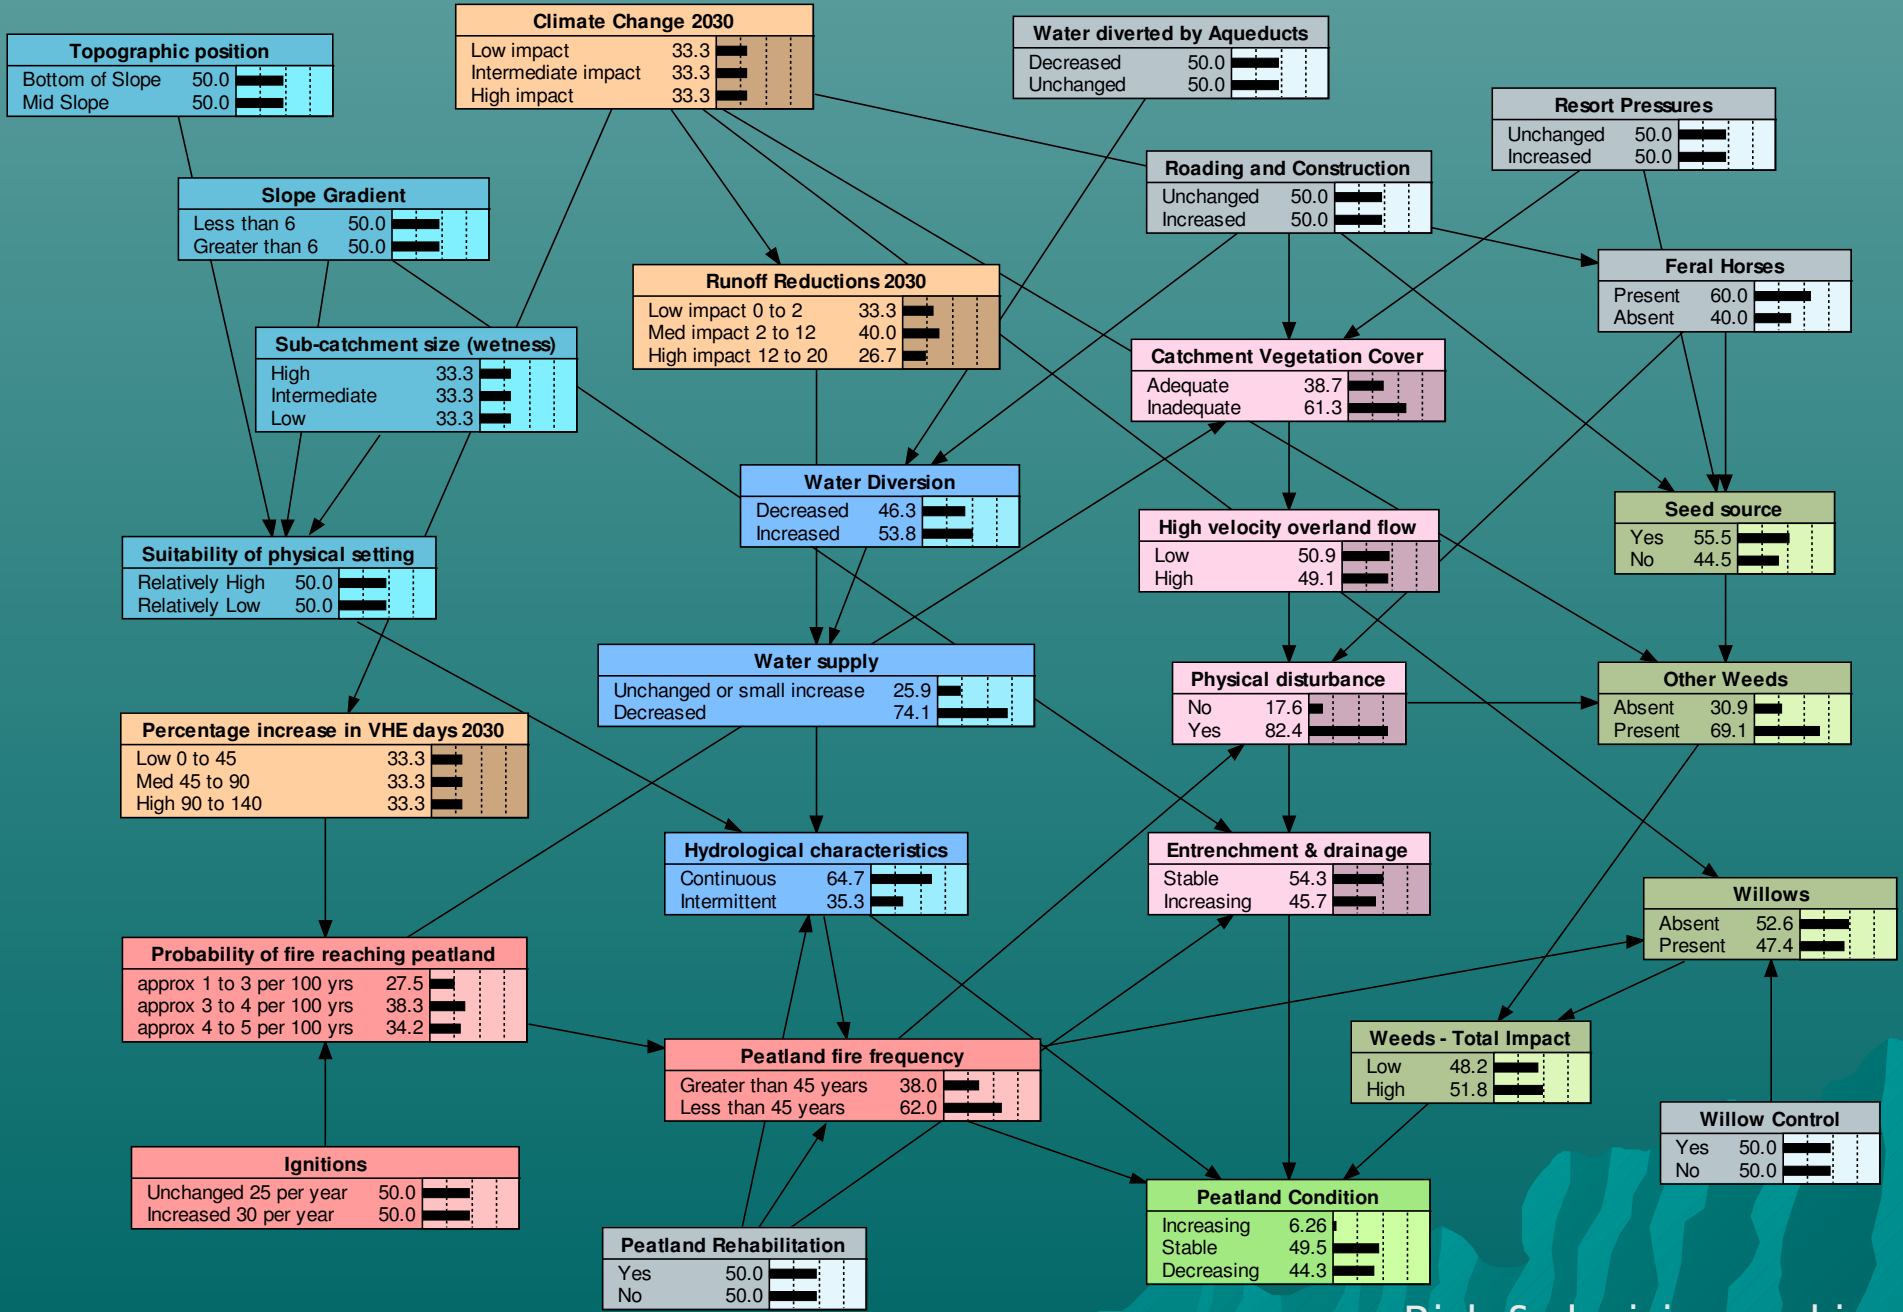 Topographic position
Bottom of Slope 50.0
Mid Slope 50.0
Climate Change 2030
Low impact 33.3
Intermediate impact 33.3
High impact 33.3
Water diverted by Aqueducts
Decreased 50.0
Unchanged 50.0
Resort Pressures
Unchanged 50.0
Increased 50.0
Slope Gradient
Less than 6 50.0
Greater than 6 50.0
Roading and Construction
Unchanged 50.0
Increased 50.0
Feral Horses
Present 60.0
Absent 40.0
Runoff Reductions 2030
Low impact 0 to 2 33.3
Med impact 2 to 12 40.0
High impact 12 to 20 26.7
Sub-catchment size (wetness)
High 33.3
Intermediate 33.3
Low 33.3
Catchment Vegetation Cover
Adequate 38.7
Inadequate 61.3
Water Diversion
Decreased 46.3
Increased 53.8
High velocity overland flow
Low 50.9
High 49.1
Seed source
Yes 55.5
No 44.5
Suitability of physical setting
Relatively High 50.0
Relatively Low 50.0
Water supply
Unchanged or small increase 25.9
Decreased 74.1
Physical disturbance
No 17.6
Yes 82.4
Other Weeds
Absent 30.9
Present 69.1
Percentage increase in VHE days 2030
Low 0 to 45 33.3
Med 45 to 90 33.3
High 90 to 140 33.3
Hydrological characteristics
Continuous 64.7
Intermittent 35.3
Entrenchment & drainage
Stable 54.3
Increasing 45.7
Willows
Absent 52.6
Present 47.4
Probability of fire reaching peatland
approx 1 to 3 per 100 yrs 27.5
approx 3 to 4 per 100 yrs 38.3
approx 4 to 5 per 100 yrs 34.2
Peatland fire frequency
Greater than 45 years 38.0
Less than 45 years 62.0
Weeds - Total Impact
Low 48.2
High 51.8
Willow Control
Yes 50.0
No 50.0
Ignitions
Unchanged 25 per year 50.0
Increased 30 per year 50.0
Peatland Condition
Increasing 6.26
Stable 49.5
Decreasing 44.3
Peatland Rehabilitation
Yes 50.0
No 50.0